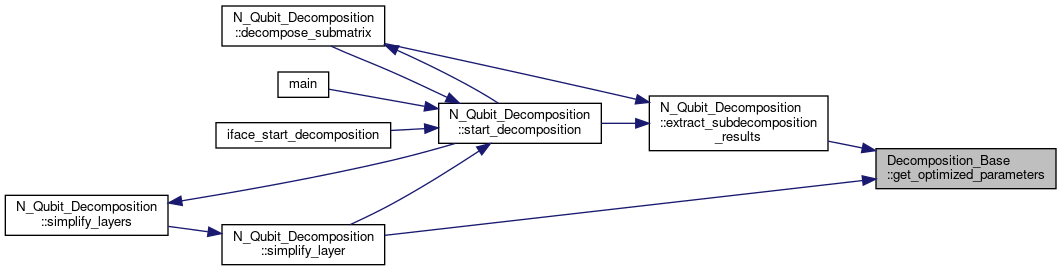 N_Qubit_Decomposition
::decompose_submatrix
main
N_Qubit_Decomposition
::start_decomposition
iface_start_decomposition
N_Qubit_Decomposition
::extract_subdecomposition
_results
Decomposition_Base
::get_optimized_parameters
N_Qubit_Decomposition
::simplify_layers
N_Qubit_Decomposition
::simplify_layer